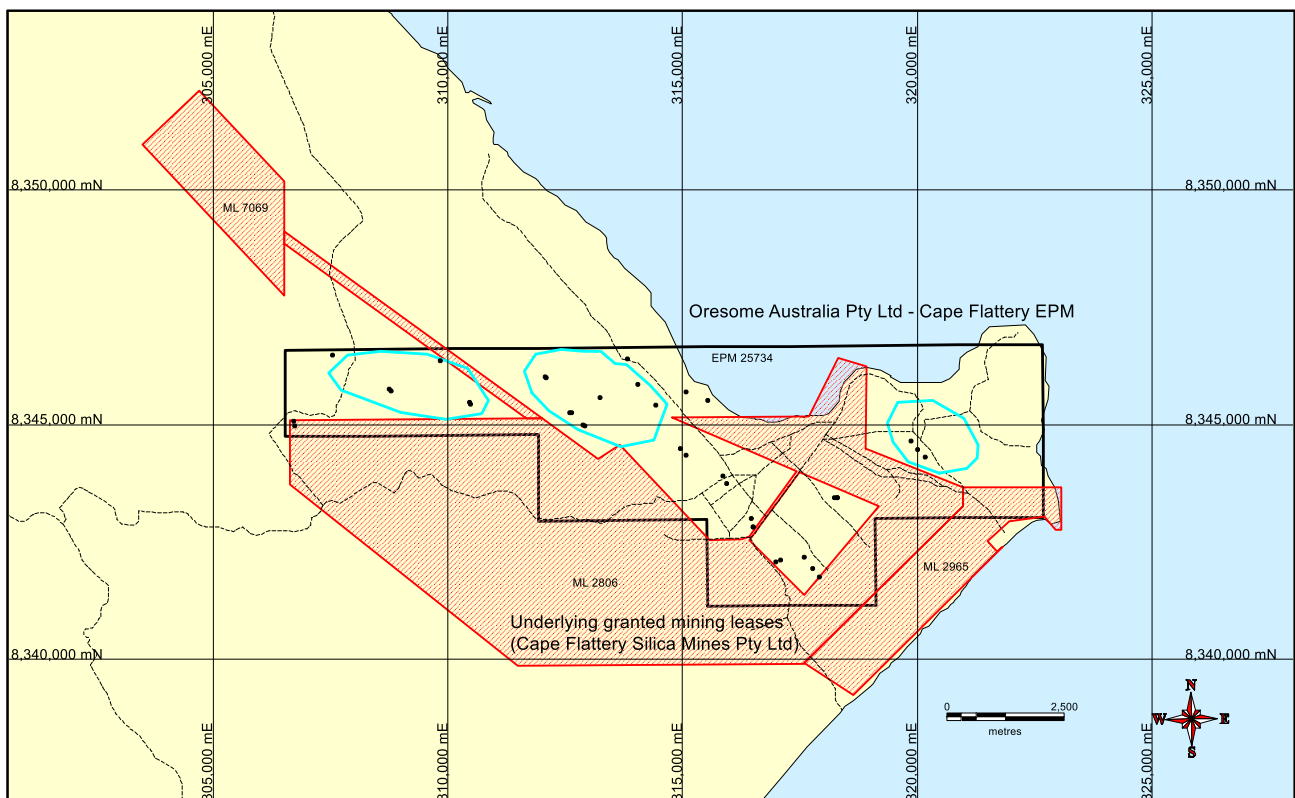 305,000 mE
310,000 mE
315,000 mE
320,000 mE
325,000 mE
8,350,000 mN
8,350,000 mN
ML 7069
Oresome Australia Pty Ltd - Cape Flattery EPM
EPM 25734
8,345,000 mN
8,345,000 mN
ML 2806
ML 2965
Underlying granted mining leases
(Cape Flattery Silica Mines Pty Ltd)
8,340,000 mN
8,340,000 mN
0
2,500
metres
N
W
E
S
305,000 mE
310,000 mE
315,000 mE
320,000 mE
325,000 mE